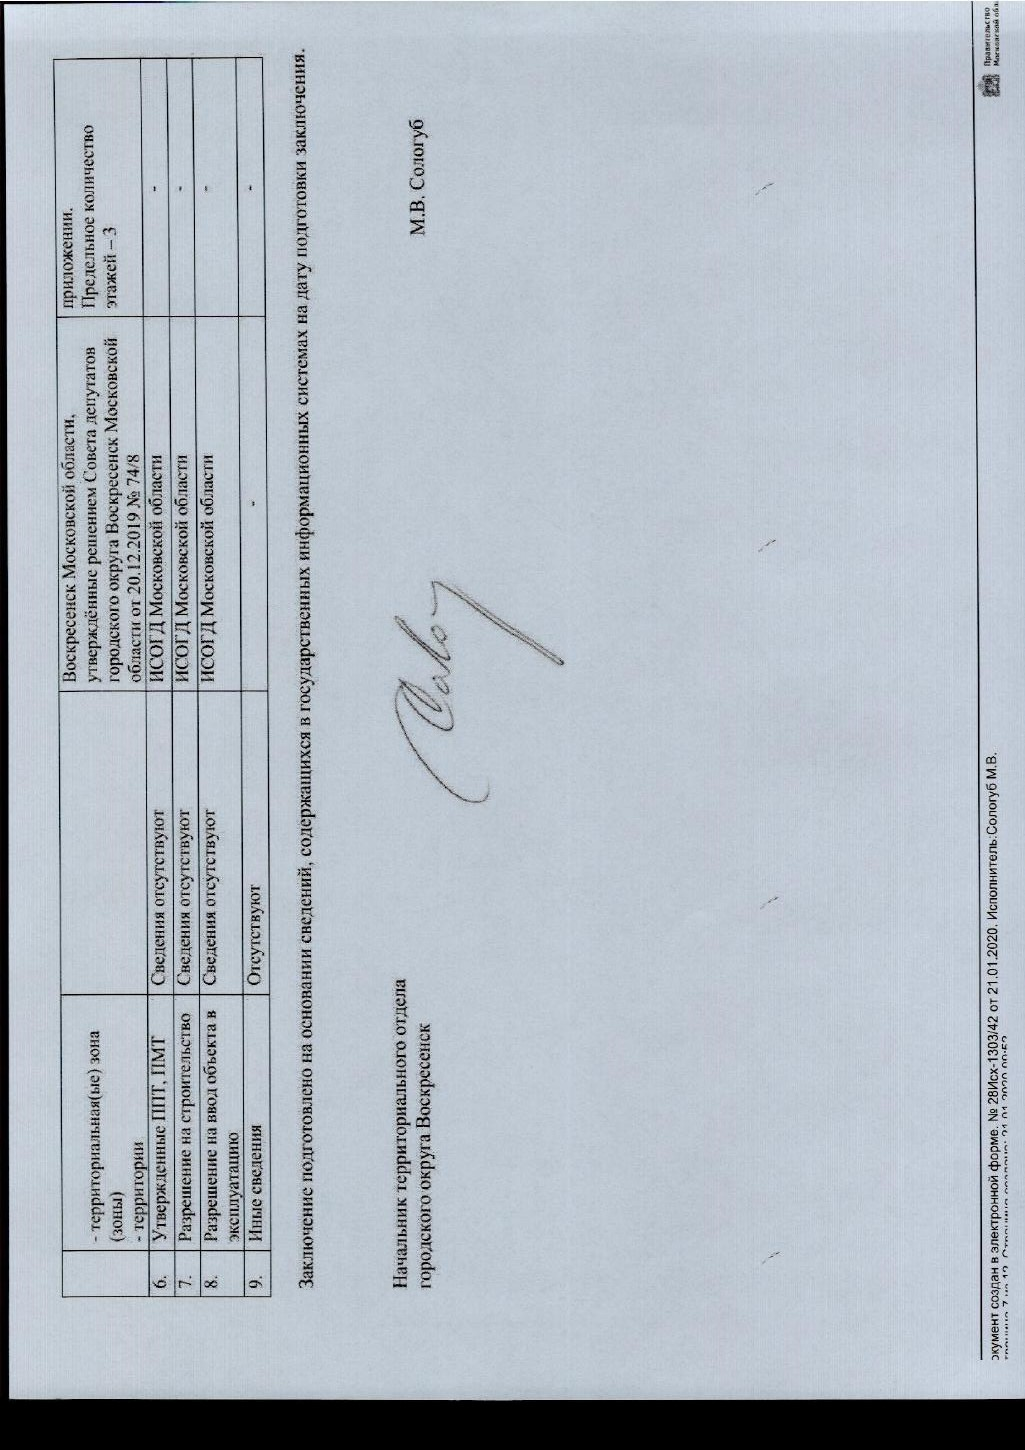 - территориальная(ые) зона
(зоны)
- территории
Воскресенск Московской области,
утверждённые решением Совета депутатов
городского округа Воскресенск Московской
области от 20.12.2019 № 74/8
приложении.
Предельное количество
этажей – 3
6. Утвержденные ППТ, ПМТ Сведения отсутствуют ИСОГД Московской области -
7. Разрешение на строительство Сведения отсутствуют ИСОГД Московской области -
8. Разрешение на ввод объекта в Сведения отсутствуют ИСОГД Московской области -
эксплуатацию
9. Иные сведения Отсутствуют - -
Заключение подготовлено на основании сведений, содержащихся в государственных информационных системах на дату подготовки заключения.
Начальник территориального отдела
городского округа Воскресенск
М.В. Сологуб
окумент создан в электронной форме. № 28Исх-1303/42 от 21.01.2020. Исполнитель:Сологуб М.В.
Правительство
Московской обла